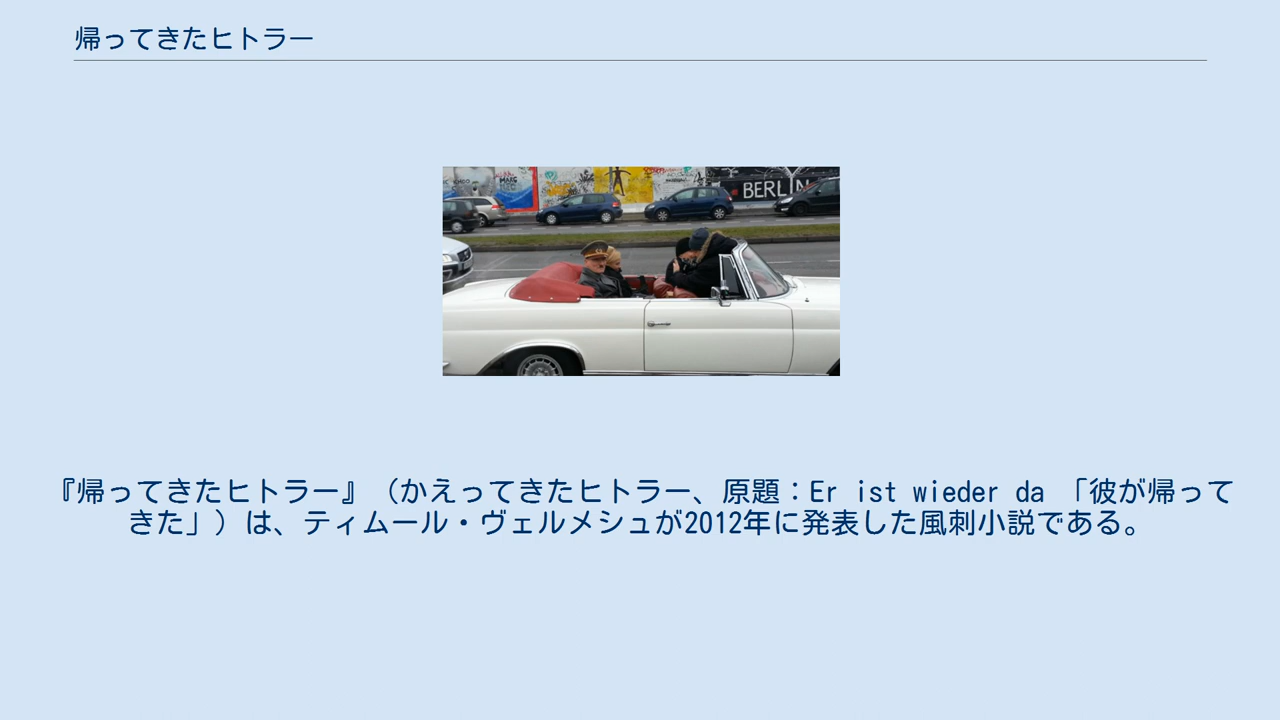 帰ってきたヒトラー
BERLIN
『帰ってきたヒトラー』（かえってきたヒトラー、原題：Er ist wieder da 「彼が帰って
きた」）は、ティムール・ヴェルメシュが2012年に発表した風刺小説である。